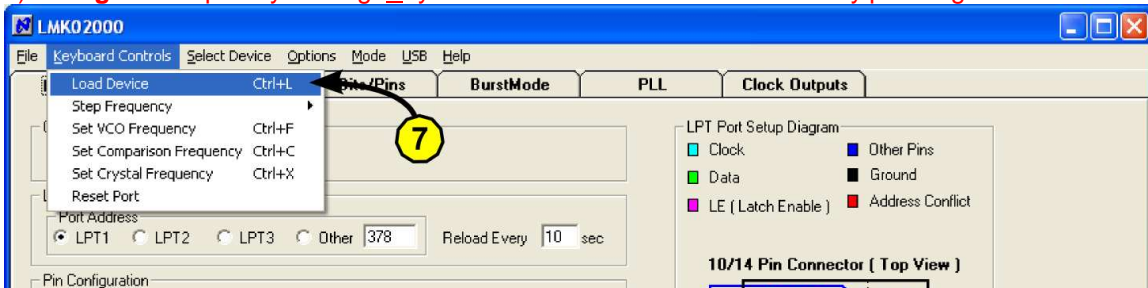 LMK02000
File Keyboard Controls Select Device Options Mode USB Help
Load Device Ctrl+L
Bits/Pins BurstMode PLL Clock Outputs
Step Frequency
Set VCO Frequency Ctrl+F
Set Comparison Frequency Ctrl+C
Set Crystal Frequency Ctrl+X
Reset Port
7
LPT Port Setup Diagram
Clock Other Pins
Data Ground
LE ( Latch Enable ) Address Conflict
Port Address
LPT1 LPT2 LPT3 Other 378 Reload Every 10 sec
10/14 Pin Connector ( Top View )
Pin Configuration